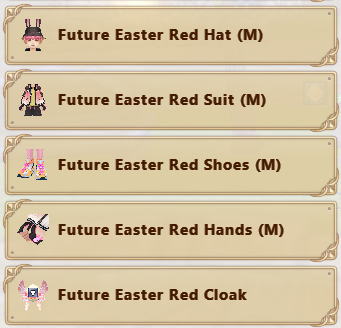 Future Easter Red Hat (M)
Future Easter Red Suit (M)
Future Easter Red Shoes (M)
Future Easter Red Hands (M)
Future Easter Red Cloak